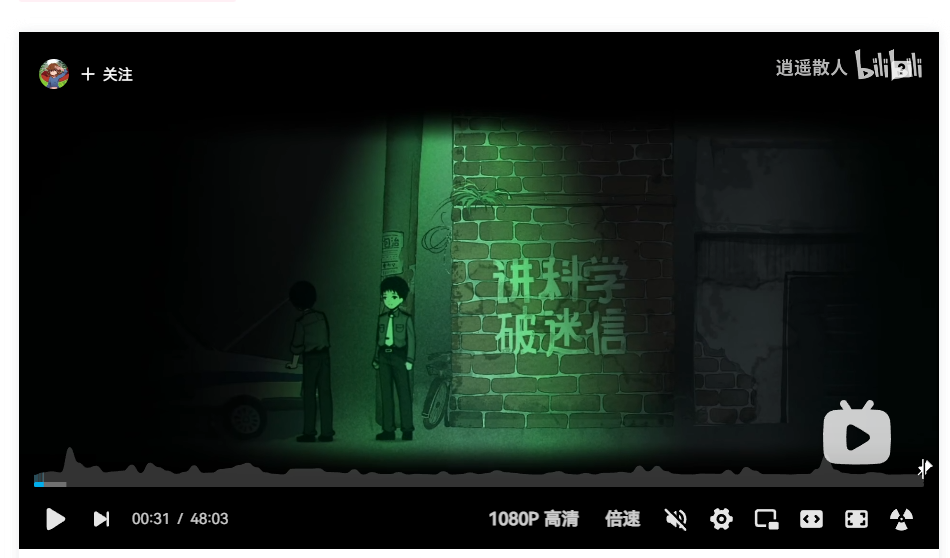 关注
逍遥散人 bilibili
讲科学
破迷信
00:31 / 48:03
1080P 高清
倍速